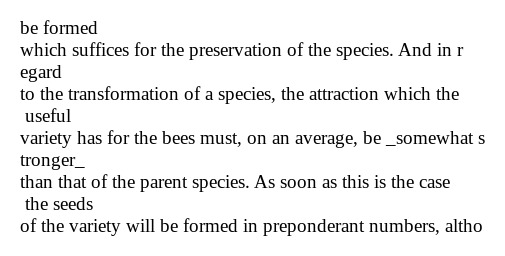 be formed
which suffices for the preservation of the species. And in r
egard
to the transformation of a species, the attraction which the
useful
variety has for the bees must, on an average, be _somewhat s
tronger_
than that of the parent species. As soon as this is the case
the seeds
of the variety will be formed in preponderant numbers, altho